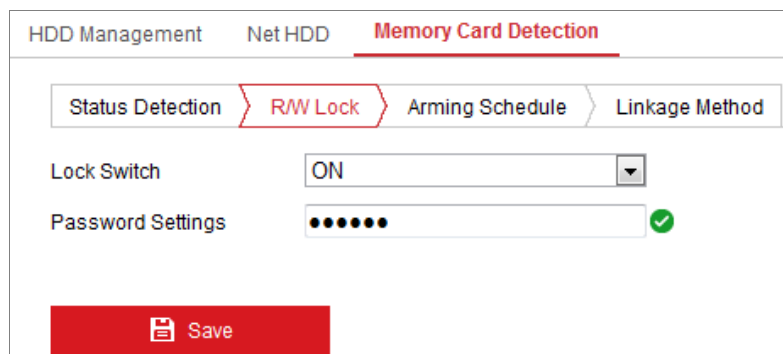 HDD Management Net HDD Memory Card Detection
Status Detection R/W Lock Arming Schedule Linkage Method
Lock Switch ON
Password Settings ●●●●●●
Save